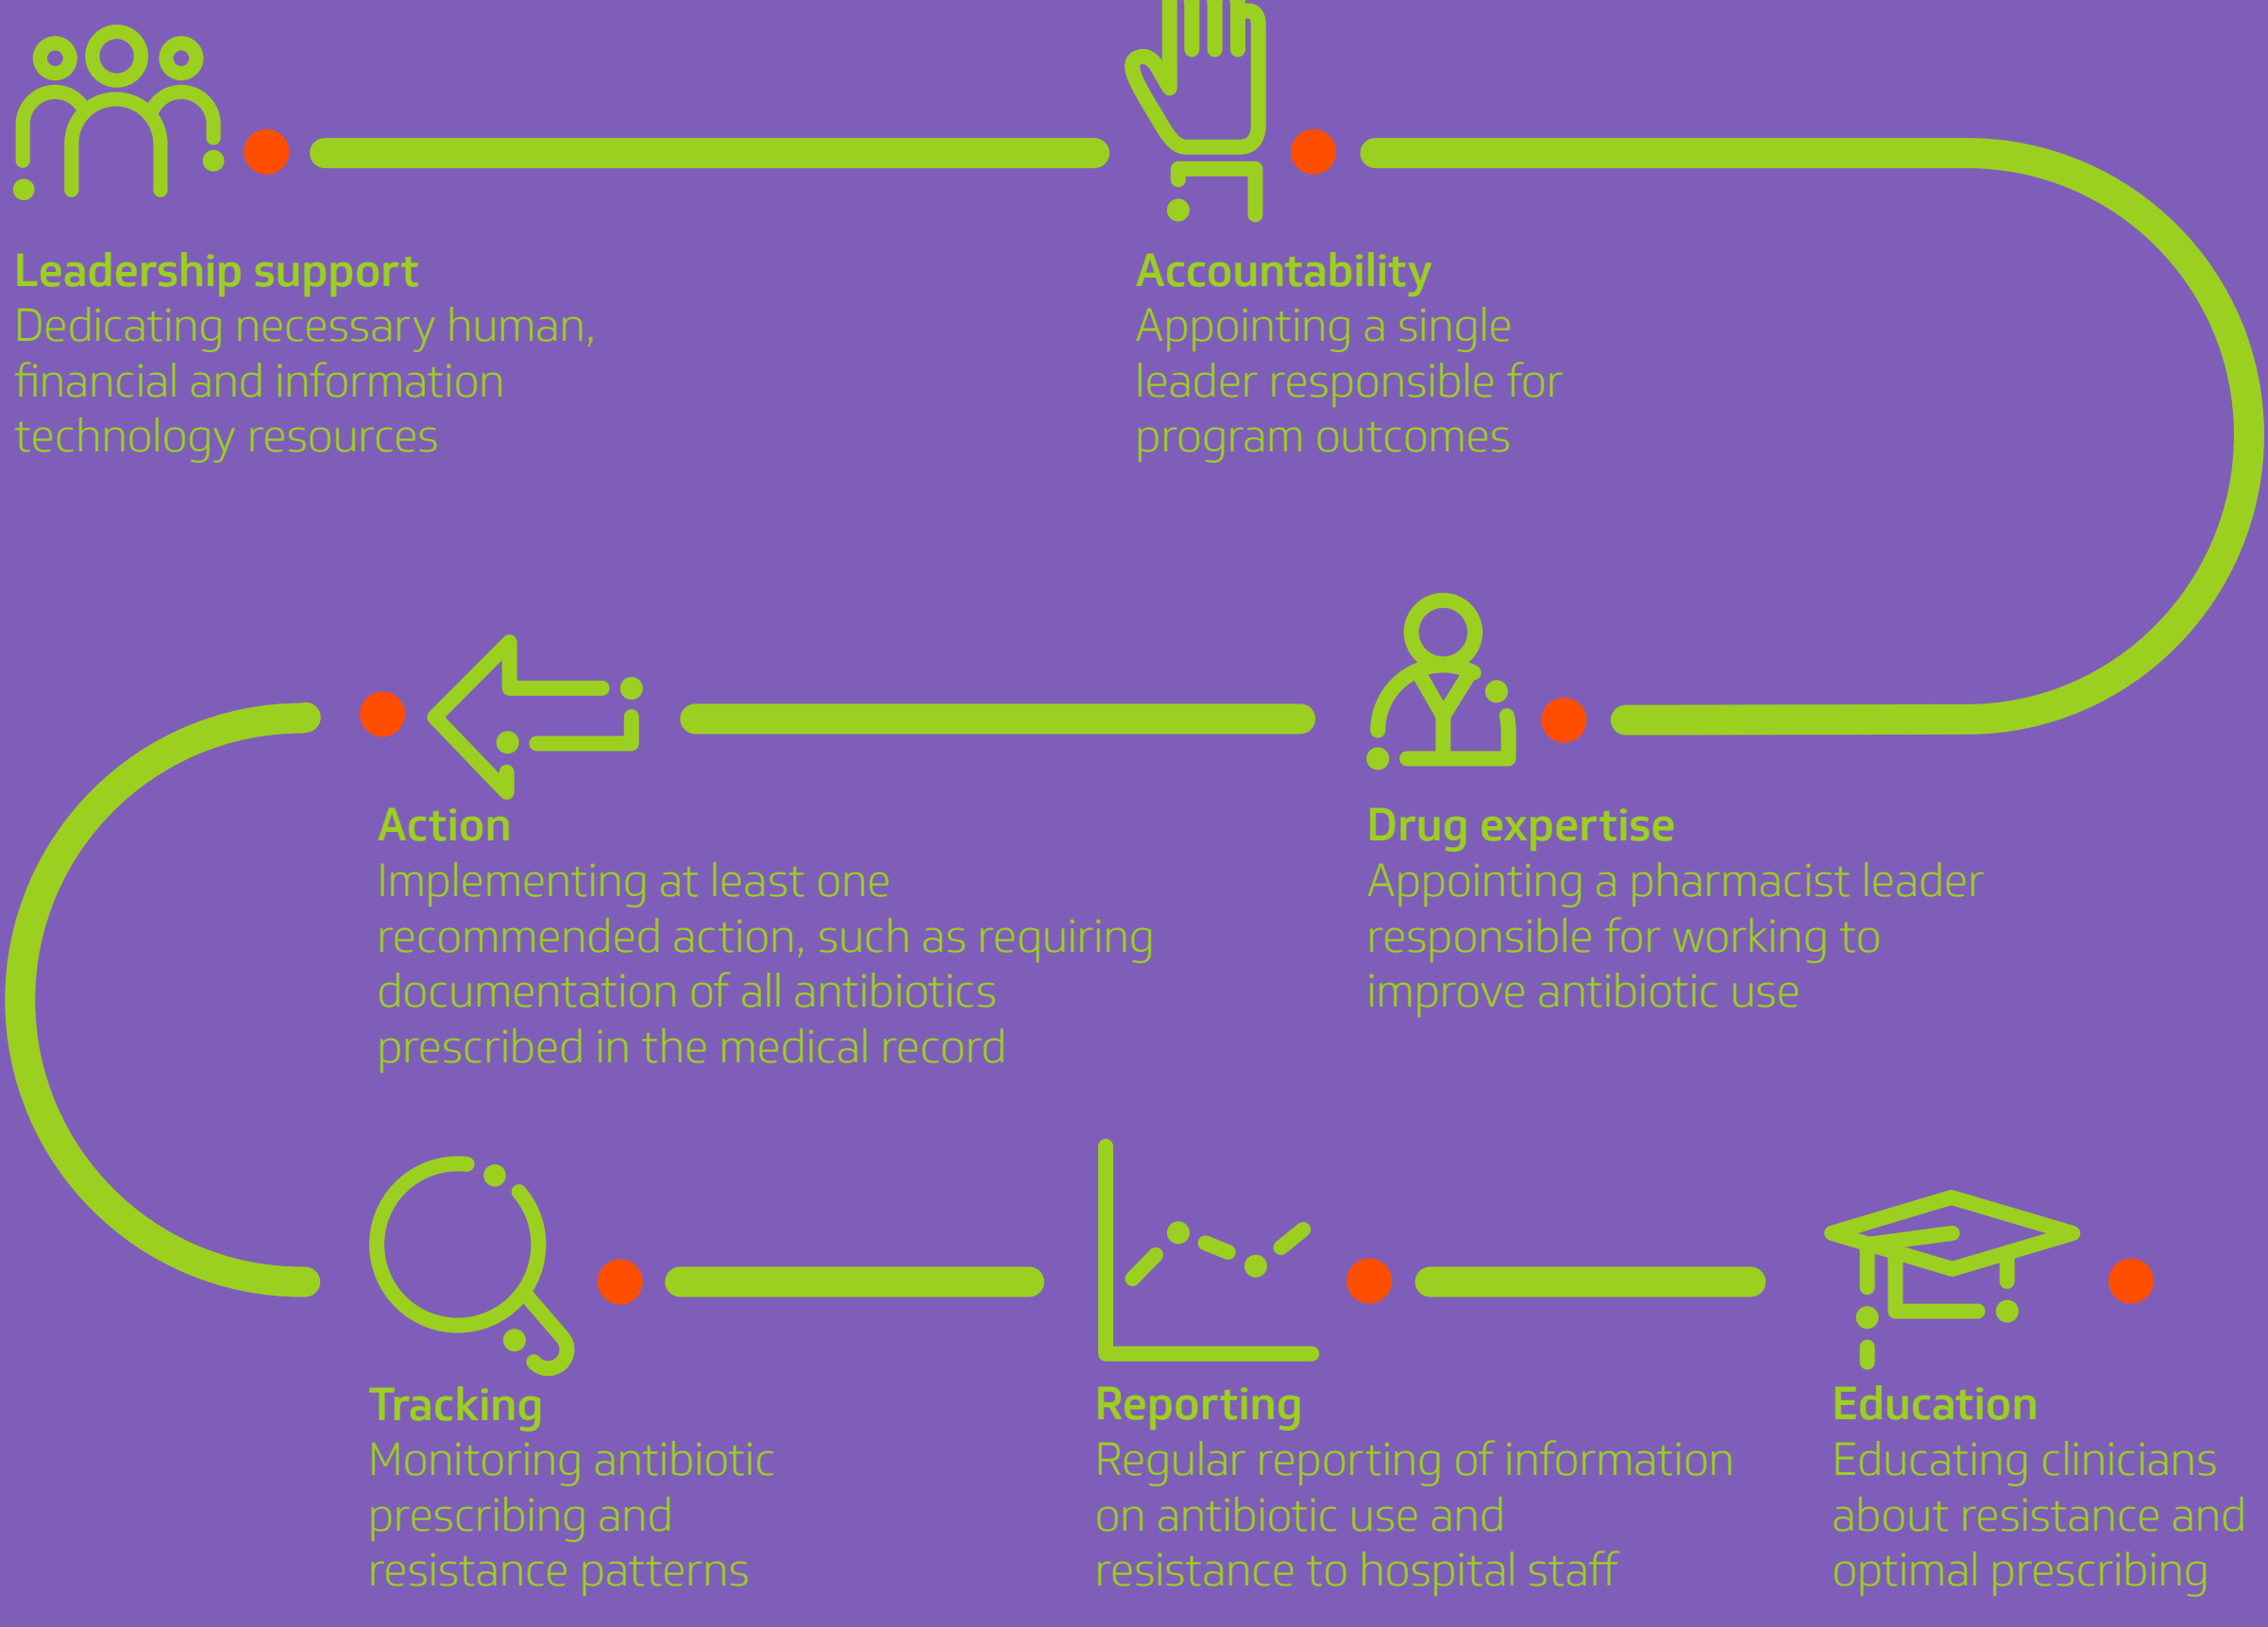 Leadership support
Dedicating necessary human,
financial and information
technology resources
Accountability
Appointing a single
leader responsible for
program outcomes
Drug expertise
Appointing a pharmacist leader
responsible for working to
improve antibiotic use
Action
Implementing at least one
recommended action, such as requiring
documentation of all antibiotics
prescribed in the medical record
Tracking
Monitoring antibiotic
prescribing and
resistance patterns
Reporting
Regular reporting of information
on antibiotic use and
resistance to hospital staff
Education
Educating clinicians
about resistance and
optimal prescribing